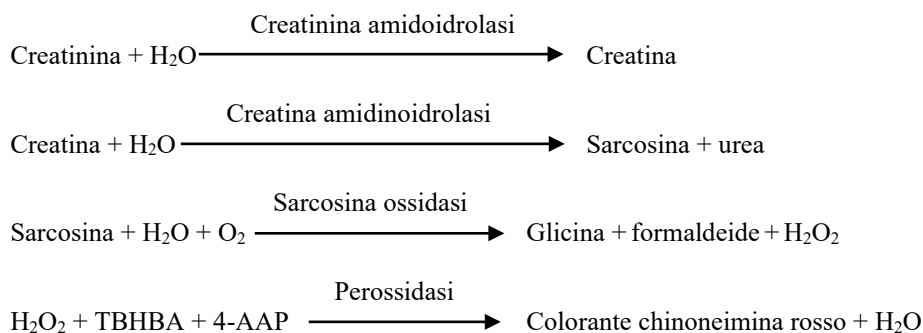 Creatinina amidoidrolasi
Creatinina + H₂O Creatina
Creatina amidinoidrolasi
Creatina + H₂O Sarcosina + urea
Sarcosina ossidasi
Sarcosina + H₂O + O₂ Glicina + formaldeide + H₂O₂
Perossidasi
H₂O₂ + TBHBA + 4-AAP Colorante chinoneimina rosso + H₂O